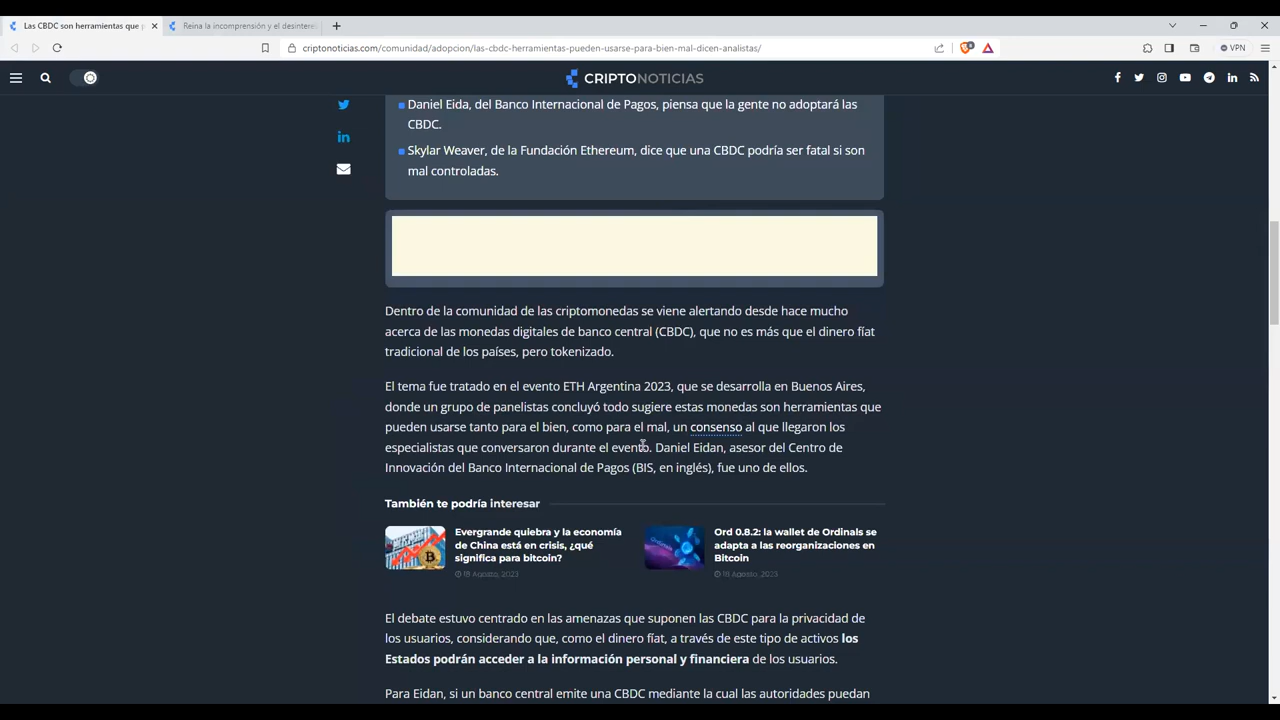 Las CBDC son herramientas que p
Reina la incomprensión y el desinteré
criptonoticias.com/comunidad/adopcion/las-cbdc-herramientas-pueden-usarse-para-bien-mal-dicen-analistas/
VPN
CRIPTONOTICIAS
Daniel Eida, del Banco Internacional de Pagos, piensa que la gente no adoptará las
CBDC.
Skylar Weaver, de la Fundación Ethereum, dice que una CBDC podría ser fatal si son
mal controladas.
Dentro de la comunidad de las criptomonedas se viene alertando desde hace mucho
acerca de las monedas digitales de banco central (CBDC), que no es más que el dinero fíat
tradicional de los países, pero tokenizado.
El tema fue tratado en el evento ETH Argentina 2023, que se desarrolla en Buenos Aires,
donde un grupo de panelistas concluyó todo sugiere estas monedas son herramientas que
pueden usarse tanto para el bien, como para el mal, un consenso al que llegaron los
especialistas que conversaron durante el evento. Daniel Eidan, asesor del Centro de
Innovación del Banco Internacional de Pagos (BIS, en inglés), fue uno de ellos.
También te podría interesar
Evergrande quiebra y la economía
de China está en crisis, ¿qué
significa para bitcoin?
18 Agosto, 2023
Ord 0.8.2: la wallet de Ordinals se
adapta a las reorganizaciones en
Bitcoin
18 Agosto, 2023
El debate estuvo centrado en las amenazas que suponen las CBDC para la privacidad de
los usuarios, considerando que, como el dinero fíat, a través de este tipo de activos los
Estados podrán acceder a la información personal y financiera de los usuarios.
Para Eidan, si un banco central emite una CBDC mediante la cual las autoridades puedan